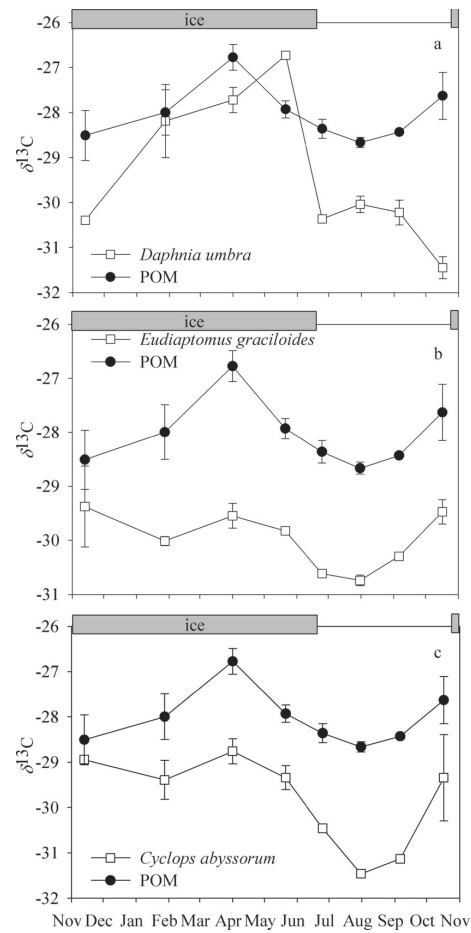 -26
ice
a
-27
-28
δ13C
-29
-30
-31
Daphnia umbra
POM
-32
-26
ice
Eudiaptomus graciloides
POM
b
-27
-28
δ13C
-29
-30
-31
-26
ice
c
-27
-28
δ13C
-29
-30
-31
Cyclops abyssorum
POM
-32
Nov Dec Jan Feb Mar Apr May Jun Jul Aug Sep Oct Nov